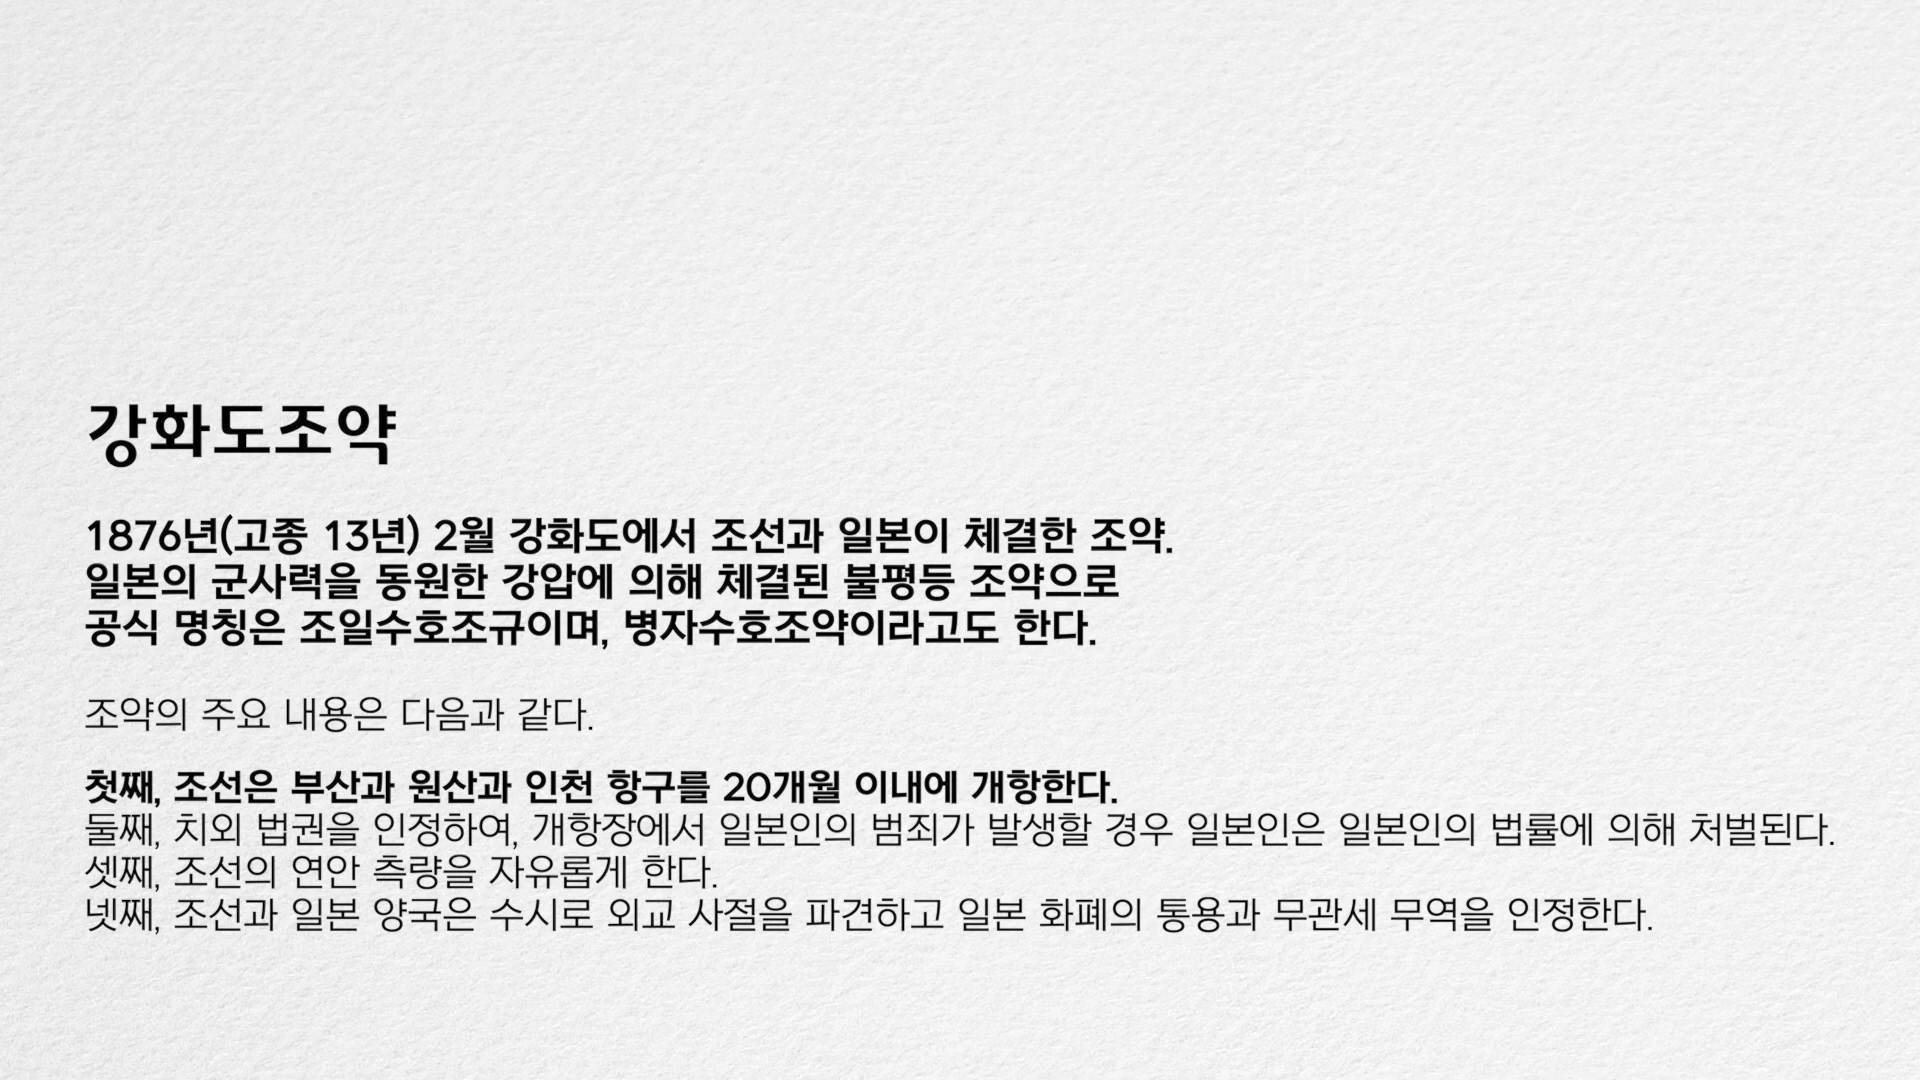 강화도조약
1876년(고종 13년) 2월 강화도에서 조선과 일본이 체결한 조약.
일본의 군사력을 동원한 강압에 의해 체결된 불평등 조약으로
공식 명칭은 조일수호조규이며, 병자수호조약이라고도 한다.
조약의 주요 내용은 다음과 같다.
첫째, 조선은 부산과 원산과 인천 항구를 20개월 이내에 개항한다.
둘째, 치외 법권을 인정하여, 개항장에서 일본인의 범죄가 발생할 경우 일본인은 일본인의 법률에 의해 처벌된다.
셋째, 조선의 연안 측량을 자유롭게 한다.
넷째, 조선과 일본 양국은 수시로 외교 사절을 파견하고 일본 화폐의 통용과 무관세 무역을 인정한다.